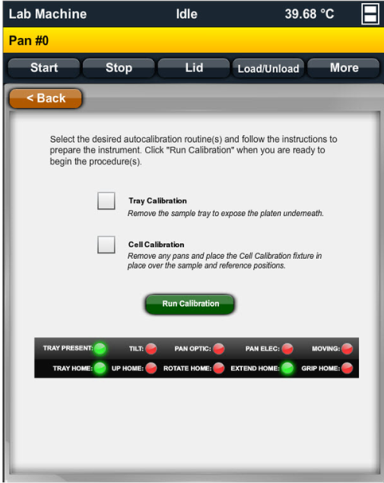 Lab Machine Idle 39.68 °C
Pan #0
Start Stop Lid Load/Unload More
< Back
Select the desired autocalibration routine(s) and follow the instructions to
prepare the instrument. Click "Run Calibration" when you are ready to
begin the procedure(s).
Tray Calibration
Remove the sample tray to expose the platen underneath.
Cell Calibration
Remove any pans and place the Cell Calibration fixture in
place over the sample and reference positions.
Run Calibration
TRAY PRESENT: TILT: PAN OPTIC: PAN ELEC: MOVING:
TRAY HOME: UP HOME: ROTATE HOME: EXTEND HOME: GRIP HOME: